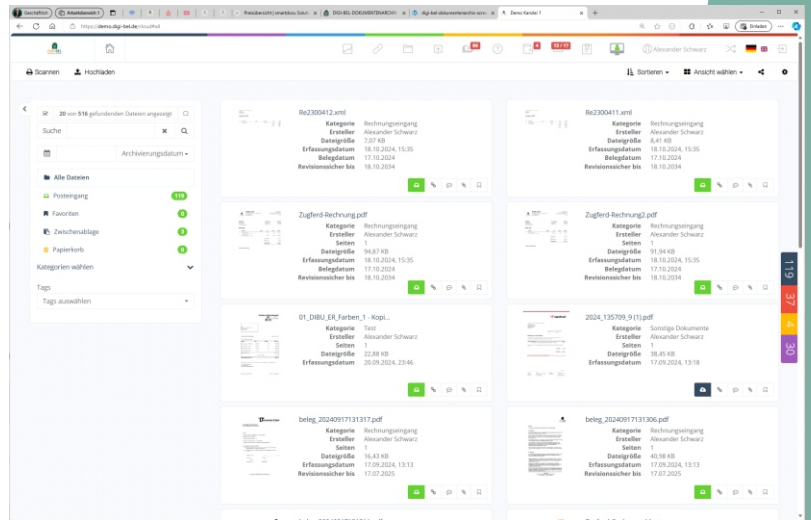 Geschäftlich
Arbeitsbereich 1
Preisübersicht | smartdocu Solut
DIGI-BEL DOKUMENTENARCHIV
digi-bel-dokumentenarchiv-scree
Demo Kanzlei 1
https://demo.digi-bel.de/cloud#all
Einladen
DIGI-BEL
86
4
13 / 17
Alexander Schwarz
Scannen
Hochladen
Sortieren
Ansicht wählen
20 von 516 gefundenden Dateien angezeigt
Suche
Archivierungsdatum
Alle Dateien
Posteingang 119
Favoriten 0
Zwischenablage 3
Papierkorb 0
Kategorien wählen
Tags
Tags auswählen
Re2300412.xml
Kategorie Rechnungseingang
Ersteller Alexander Schwarz
Dateigröße 7,07 KB
Erfassungsdatum 18.10.2024, 15:35
Belegdatum 17.10.2024
Revisionssicher bis 18.10.2034
Re2300411.xml
Kategorie Rechnungseingang
Ersteller Alexander Schwarz
Dateigröße 8,41 KB
Erfassungsdatum 18.10.2024, 15:35
Belegdatum 17.10.2024
Revisionssicher bis 18.10.2034
Zugferd-Rechnung.pdf
Kategorie Rechnungseingang
Ersteller Alexander Schwarz
Seiten 1
Dateigröße 94,87 KB
Erfassungsdatum 18.10.2024, 15:35
Belegdatum 17.10.2024
Revisionssicher bis 18.10.2034
Zugferd-Rechnung2.pdf
Kategorie Rechnungseingang
Ersteller Alexander Schwarz
Seiten 1
Dateigröße 91,94 KB
Erfassungsdatum 18.10.2024, 15:35
Belegdatum 17.10.2024
Revisionssicher bis 18.10.2034
01_DIBU_ER_Farben_1 - Kopi...
Kategorie Test
Ersteller Alexander Schwarz
Seiten 1
Dateigröße 22,88 KB
Erfassungsdatum 20.09.2024, 23:46
2024_135709_9 (1).pdf
Kategorie Sonstige Dokumente
Ersteller Alexander Schwarz
Seiten 1
Dateigröße 38,45 KB
Erfassungsdatum 17.09.2024, 13:18
beleg_20240917131317.pdf
Kategorie Rechnungseingang
Ersteller Alexander Schwarz
Seiten 1
Dateigröße 16,43 KB
Erfassungsdatum 17.09.2024, 13:13
Revisionssicher bis 17.07.2025
beleg_20240917131306.pdf
Kategorie Rechnungseingang
Ersteller Alexander Schwarz
Seiten 1
Dateigröße 40,98 KB
Erfassungsdatum 17.09.2024, 13:13
Revisionssicher bis 17.07.2025
119
37
4
30